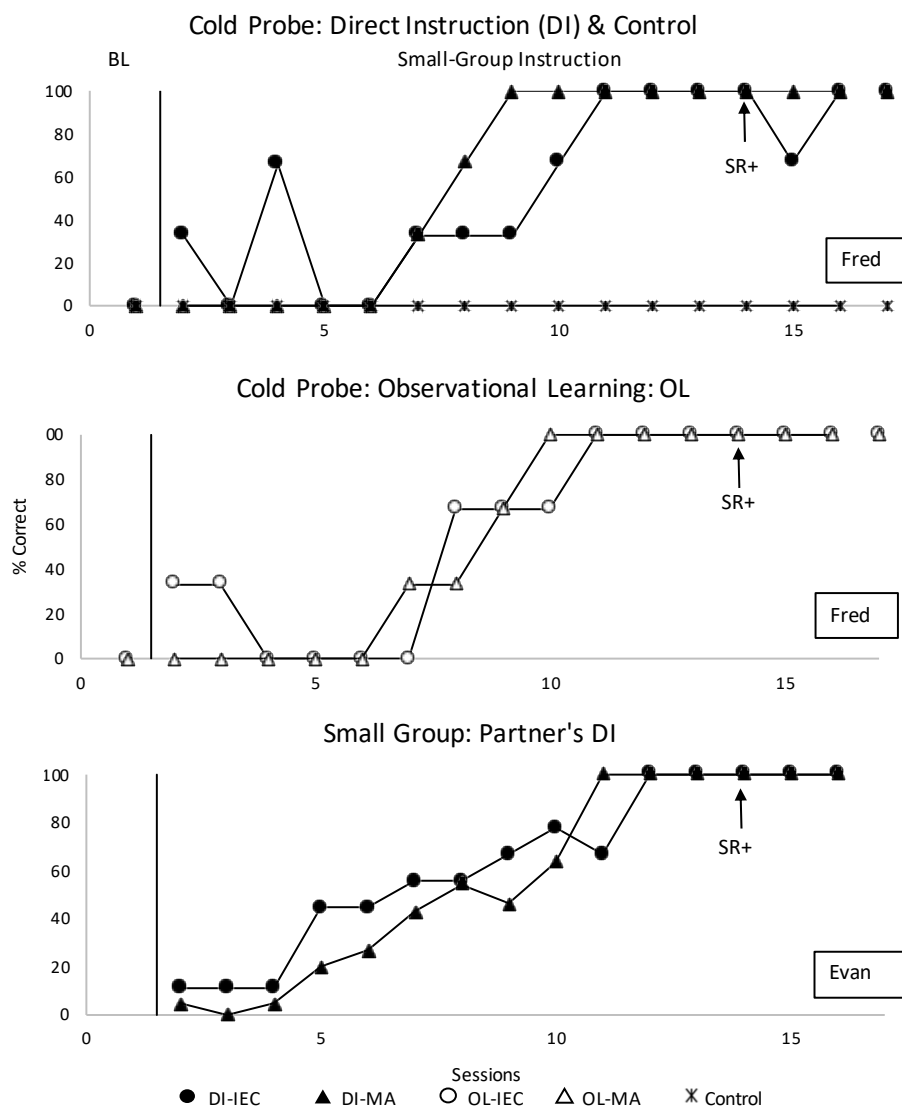 Cold Probe: Direct Instruction (DI) & Control
BL Small-Group Instruction
100
80
60
40
20
0
SR+
Fred
0 5 10 15
Cold Probe: Observational Learning: OL
00
80
60
40
20
0
% Correct
SR+
Fred
0 5 10 15
Small Group: Partner's DI
100
80
60
40
20
0
SR+
Evan
0 5 10 15
Sessions
DI-IEC DI-MA OL-IEC OL-MA Control